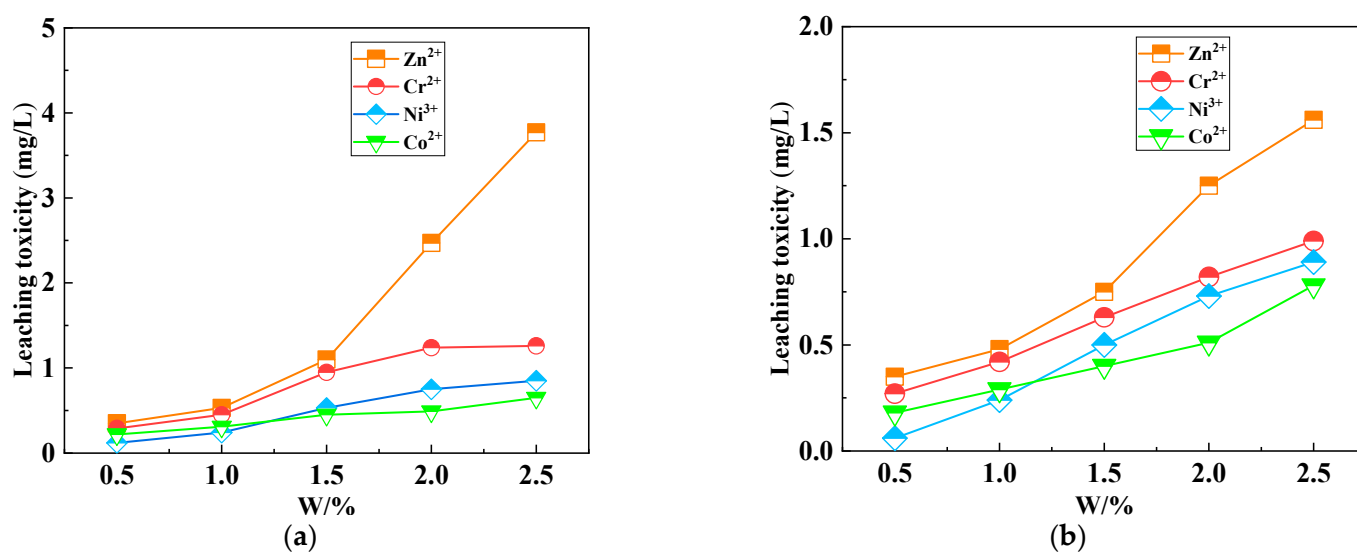 5
4
3
2
1
0
Leaching toxicity (mg/L)
Zn²⁺
Cr²⁺
Ni³⁺
Co²⁺
0.5 1.0 1.5 2.0 2.5
W/%
(a)
2.0
1.5
1.0
0.5
0.0
Leaching toxicity (mg/L)
Zn²⁺
Cr²⁺
Ni³⁺
Co²⁺
0.5 1.0 1.5 2.0 2.5
W/%
(b)